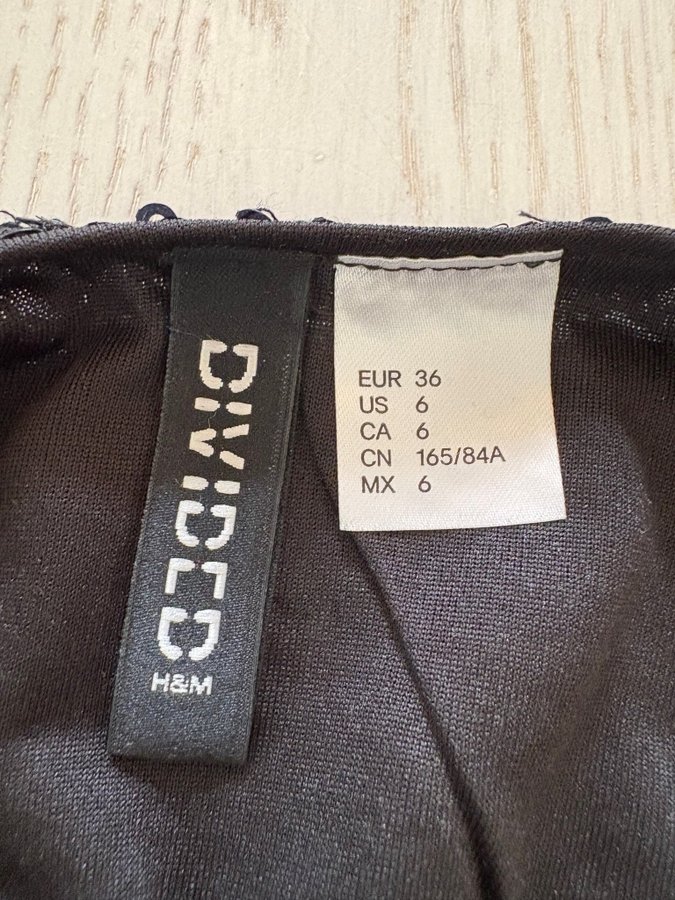 DIVIDED
H&M
EUR 36
US 6
CA 6
CN 165/84A
MX 6